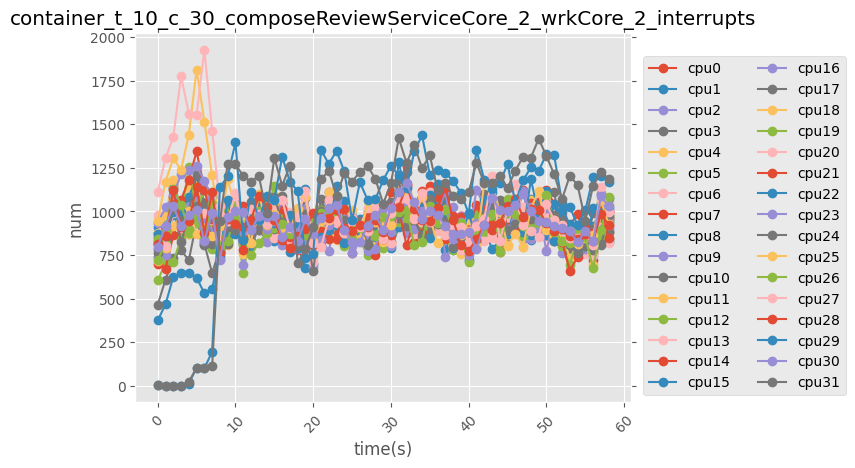 container_t_10_c_30_composeReviewServiceCore_2_wrkCore_2_interrupts
2000
1750
1500
1250
1000
750
500
250
0
num
0
10
20
30
40
50
60
time(s)
cpu0
cpu1
cpu2
cpu3
cpu4
cpu5
cpu6
cpu7
cpu8
cpu9
cpu10
cpu11
cpu12
cpu13
cpu14
cpu15
cpu16
cpu17
cpu18
cpu19
cpu20
cpu21
cpu22
cpu23
cpu24
cpu25
cpu26
cpu27
cpu28
cpu29
cpu30
cpu31